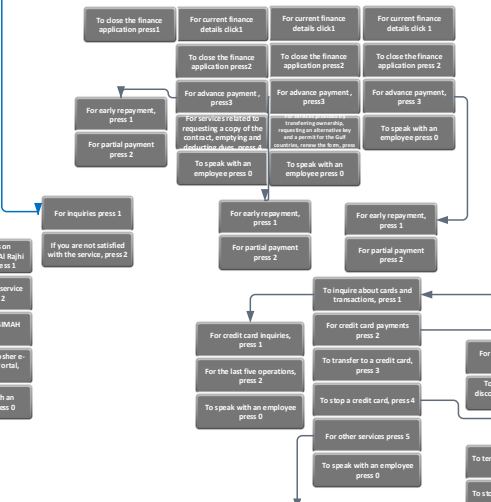 To close the finance
application press1
For current finance
details click1
For current finance
details click1
For current finance
details click 1
To close the finance
application press2
To close the finance
application press2
To close the finance
application press 2
For advance payment ,
press3
For advance payment ,
press3
For advance payment,
press 3
For early repayment,
press 1
For partial payment
press 2
For services related to
requesting a copy of the
contract, emptying and
deducting dues, press 4
transferring ownership,
requesting an alternative key
and a permit for the Gulf
countries, renew the form, press
To speak with an
employee press 0
To speak with an
employee press 0
To speak with an
employee press 0
For early repayment,
press 1
For partial payment
press 2
For early repayment,
press 1
For partial payment
press 2
For Inquiries press 1
If you are not satisfied
with the service, press 2
on
Al Rajhi
ess 1
service
2
SIMAH
osher e-
ortal,
h an
ess 0
To inquire about cards and
transactions, press 1
For credit card payments
press 2
To transfer to a credit card,
press 3
To stop a credit card, press 4
For other services press 5
To speak with an employee
press 0
For credit card inquiries,
press 1
For the last five operations,
press 2
To speak with an employee
press 0
For
To
disco
To ter
To sto